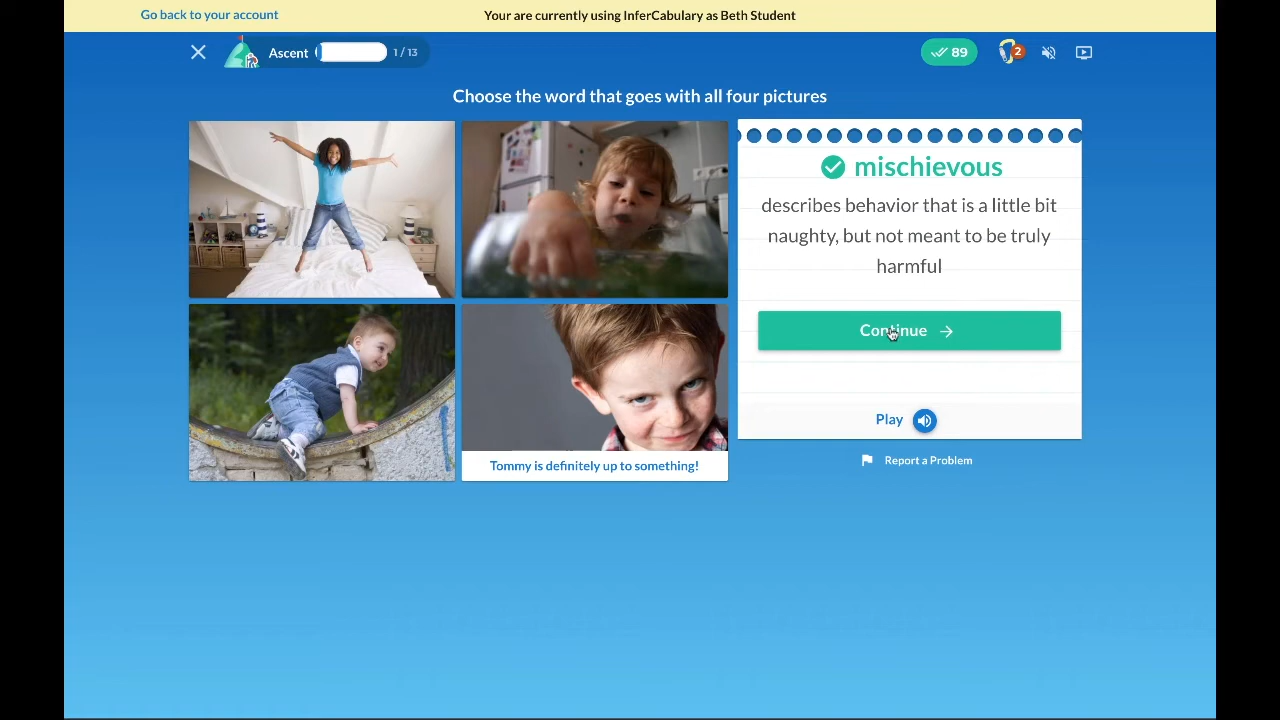 Go back to your account
Your are currently using InferCabulary as Beth Student
Ascent
1 / 13
89
2
Choose the word that goes with all four pictures
mischievous
describes behavior that is a little bit
naughty, but not meant to be truly
harmful
Continue
Tommy is definitely up to something!
Play
Report a Problem